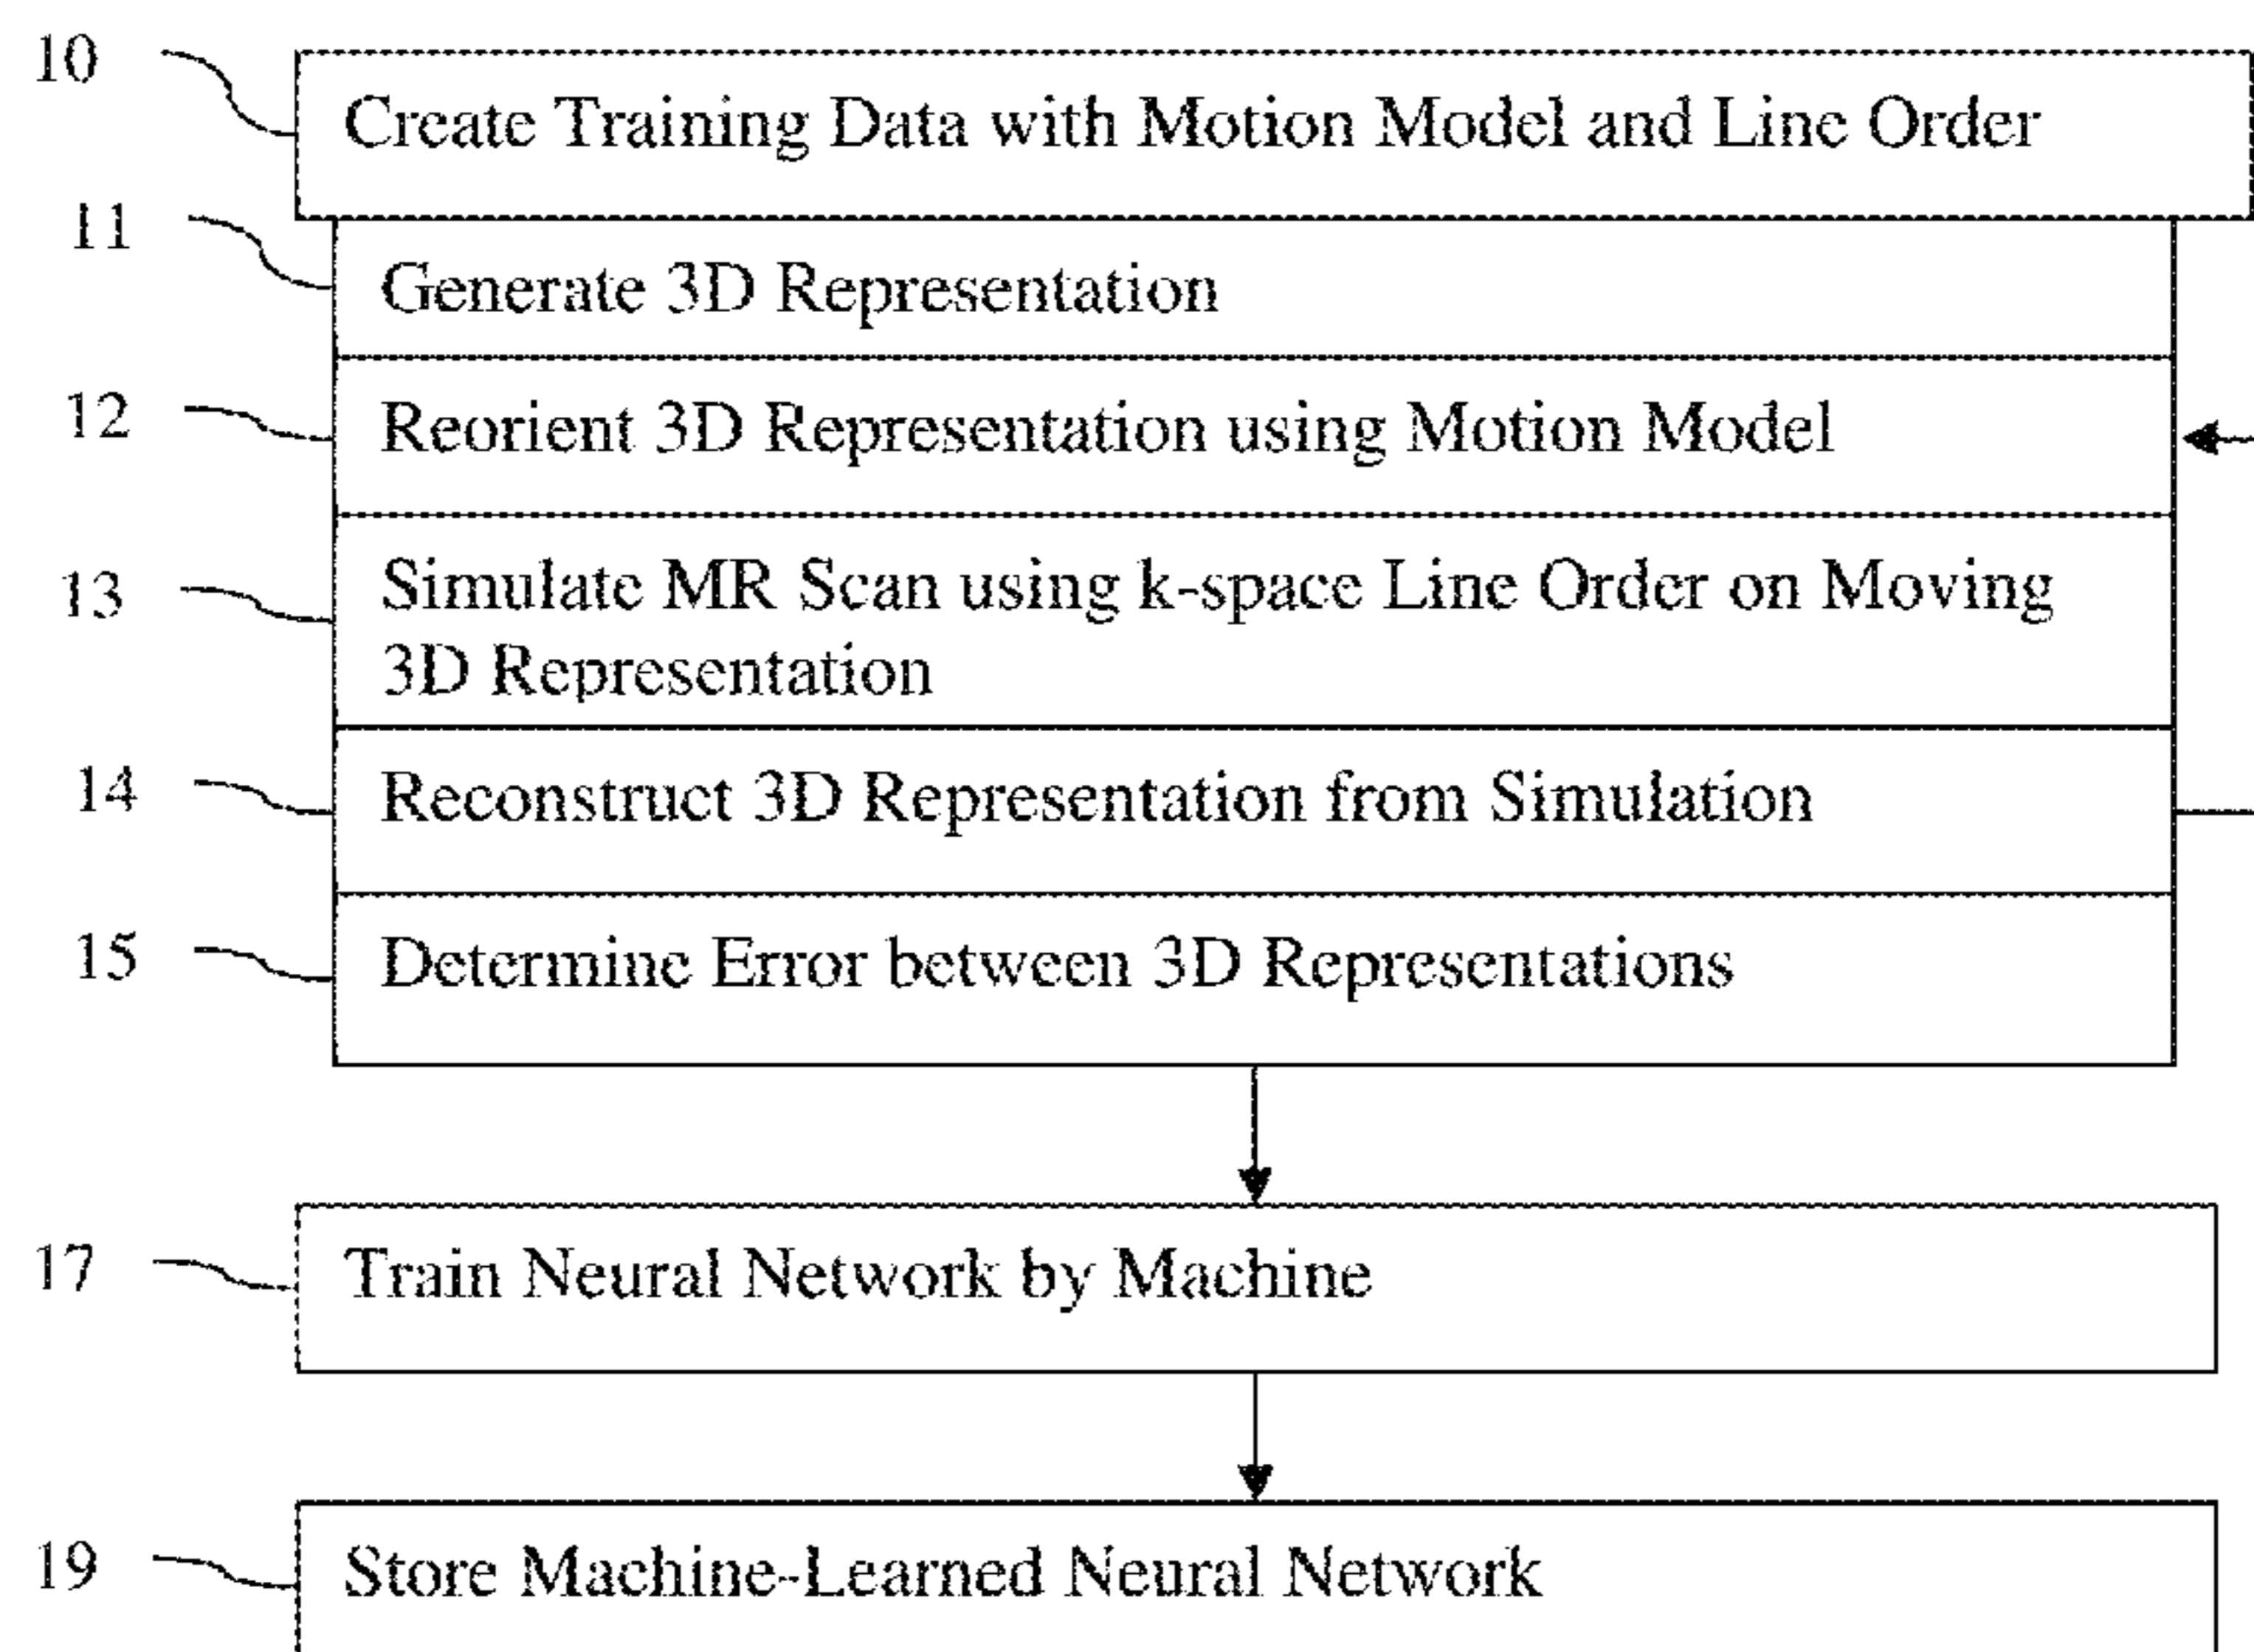 10 Create Training Data with Motion Model and Line Order
11 Generate 3D Representation
12 Reorient 3D Representation using Motion Model
13 Simulate MR Scan using k-space Line Order on Moving
3D Representation
14 Reconstruct 3D Representation from Simulation
15 Determine Error between 3D Representations
17 Train Neural Network by Machine
19 Store Machine-Learned Neural Network